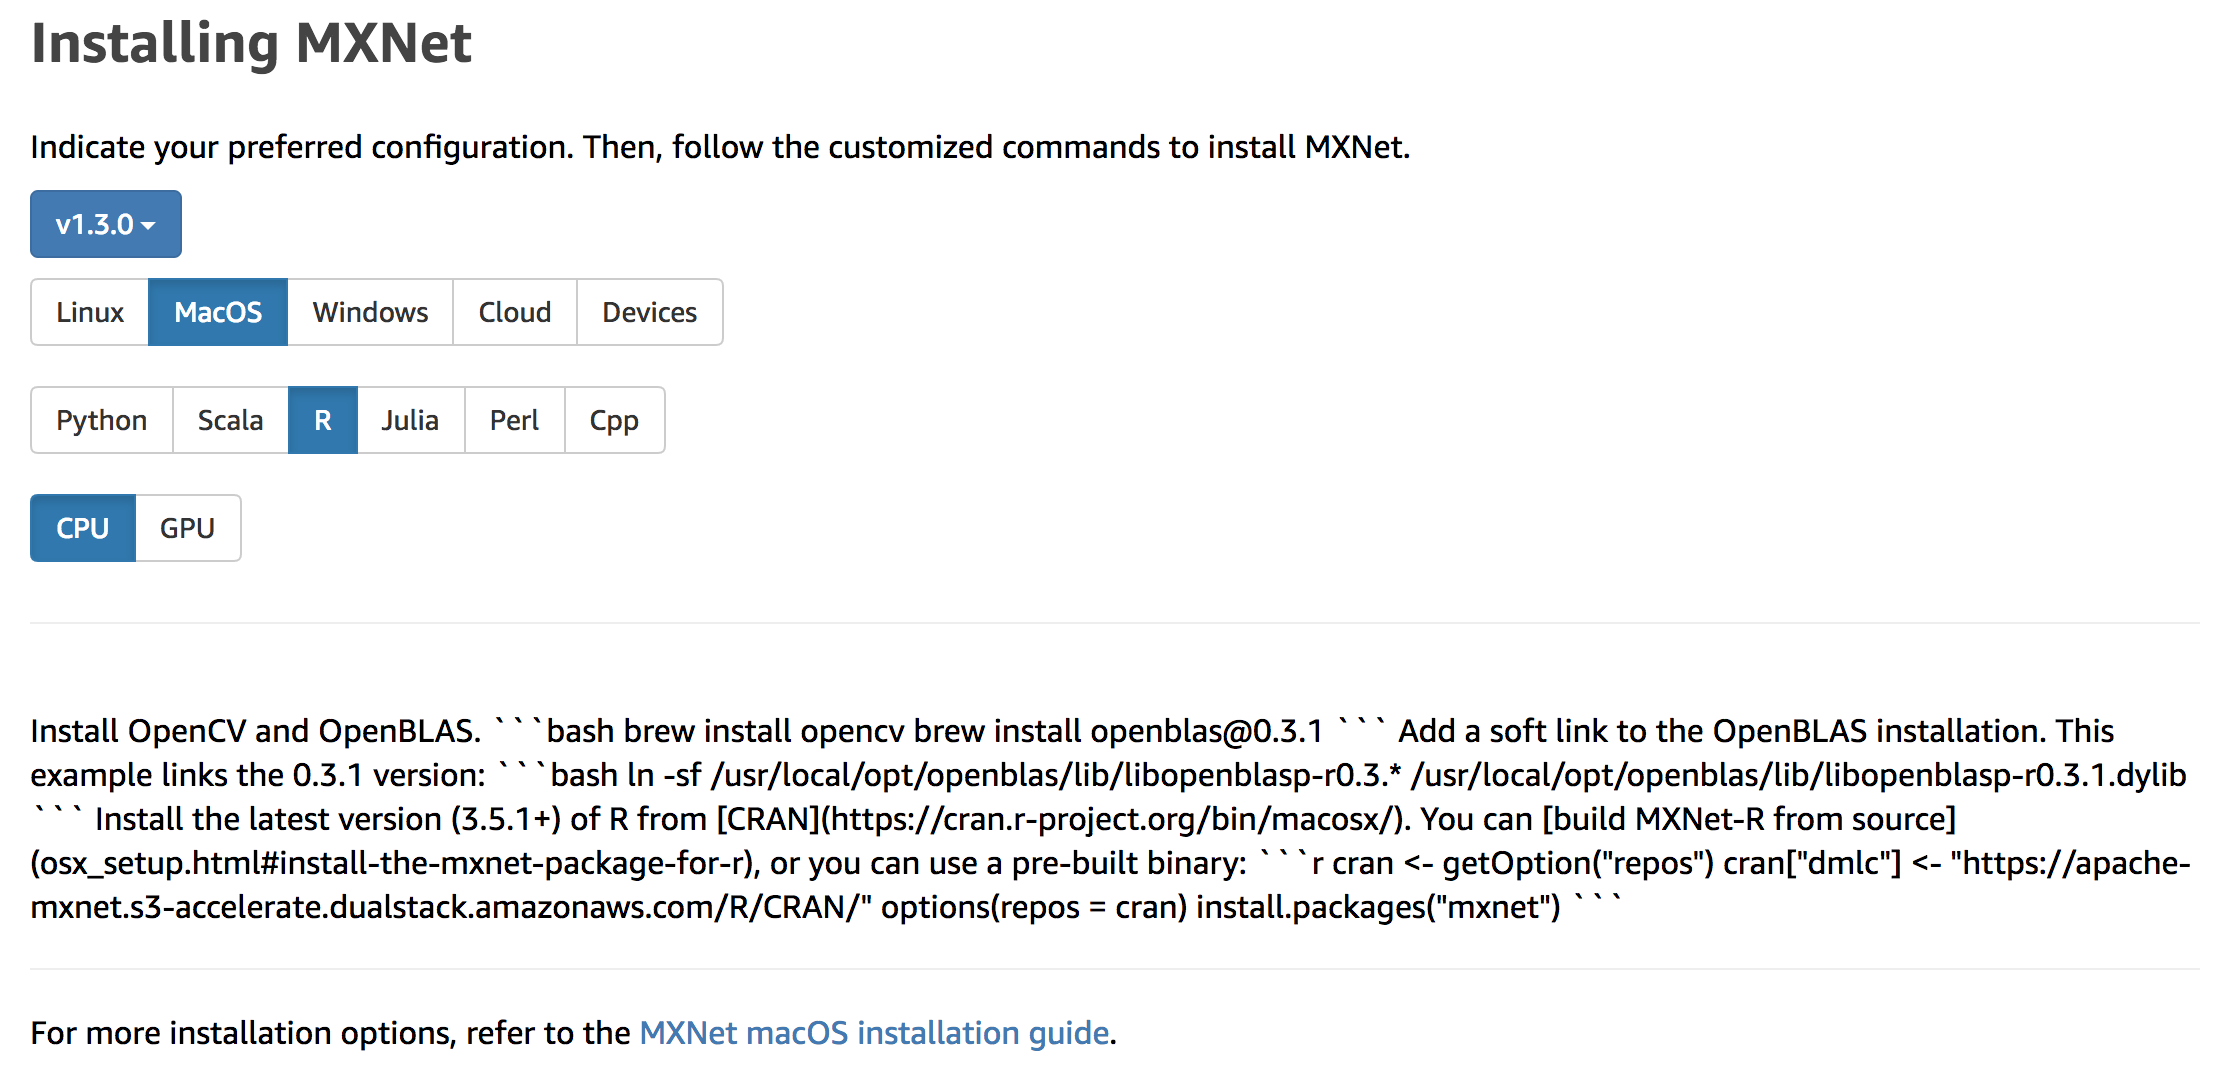 Installing MXNet
Indicate your preferred configuration. Then, follow the customized commands to install MXNet.
v1.3.0
Linux MacOS Windows Cloud Devices
Python Scala R Julia Perl Cpp
CPU GPU
Install OpenCV and OpenBLAS. ```bash brew install opencv brew install openblas@0.3.1 ``` Add a soft link to the OpenBLAS installation. This
example links the 0.3.1 version: ```bash ln -sf /usr/local/opt/openblas/lib/libopenblasp-r0.3.* /usr/local/opt/openblas/lib/libopenblasp-r0.3.1.dylib
``` Install the latest version (3.5.1+) of R from [CRAN](https://cran.r-project.org/bin/macosx/). You can [build MXNet-R from source]
(osx_setup.html#install-the-mxnet-package-for-r), or you can use a pre-built binary: ```r cran <- getOption("repos") cran["dmlc"] <- "https://apache-
mxnet.s3-accelerate.dualstack.amazonaws.com/R/CRAN/" options(repos = cran) install.packages("mxnet") ```
For more installation options, refer to the MXNet macOS installation guide.